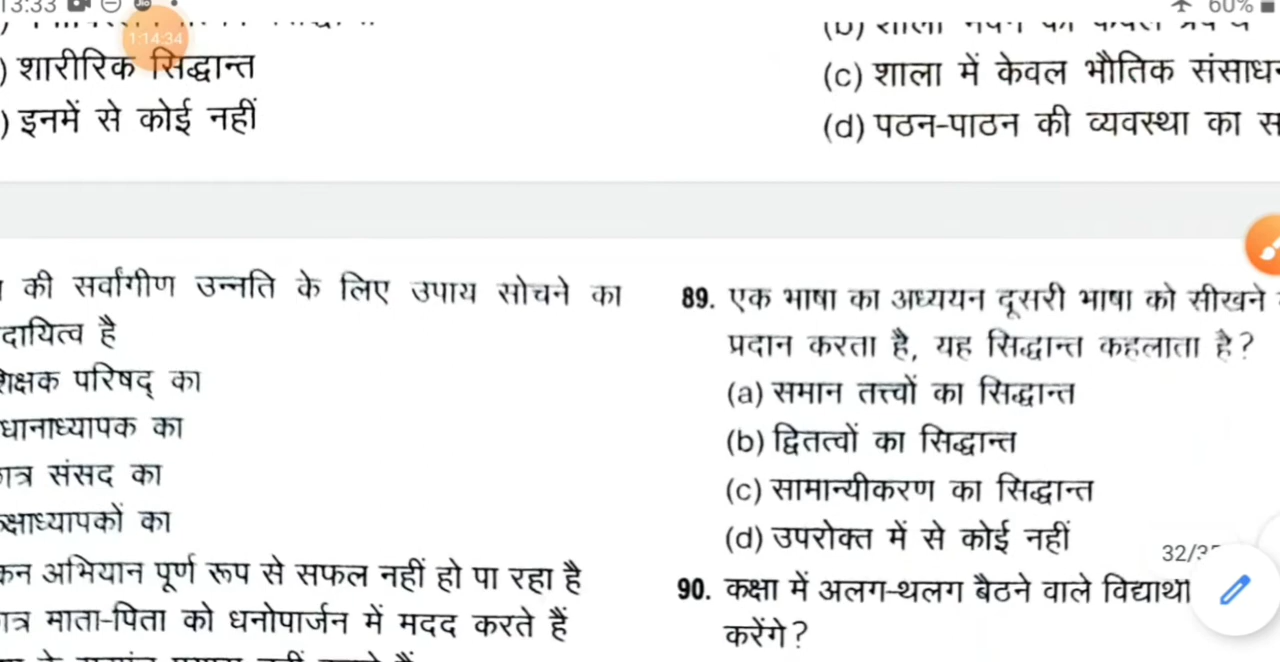 13:33
60%
1:14:34
) शारीरिक सिद्धान्त
) इनमें से कोई नहीं
(c) शाला में केवल भौतिक संसाधन
(d) पठन-पाठन की व्यवस्था का स
की सर्वांगीण उन्नति के लिए उपाय सोचने का
दायित्व है
शिक्षक परिषद् का
धानाध्यापक का
ात्र संसद का
क्षाध्यापकों का
कन अभियान पूर्ण रूप से सफल नहीं हो पा रहा है
ात्र माता-पिता को धनोपार्जन में मदद करते हैं
89. एक भाषा का अध्ययन दूसरी भाषा को सीखने
प्रदान करता है, यह सिद्धान्त कहलाता है?
(a) समान तत्त्वों का सिद्धान्त
(b) द्वितत्वों का सिद्धान्त
(c) सामान्यीकरण का सिद्धान्त
(d) उपरोक्त में से कोई नहीं
32/3
90. कक्षा में अलग-थलग बैठने वाले विद्यार्थी
करेंगे?